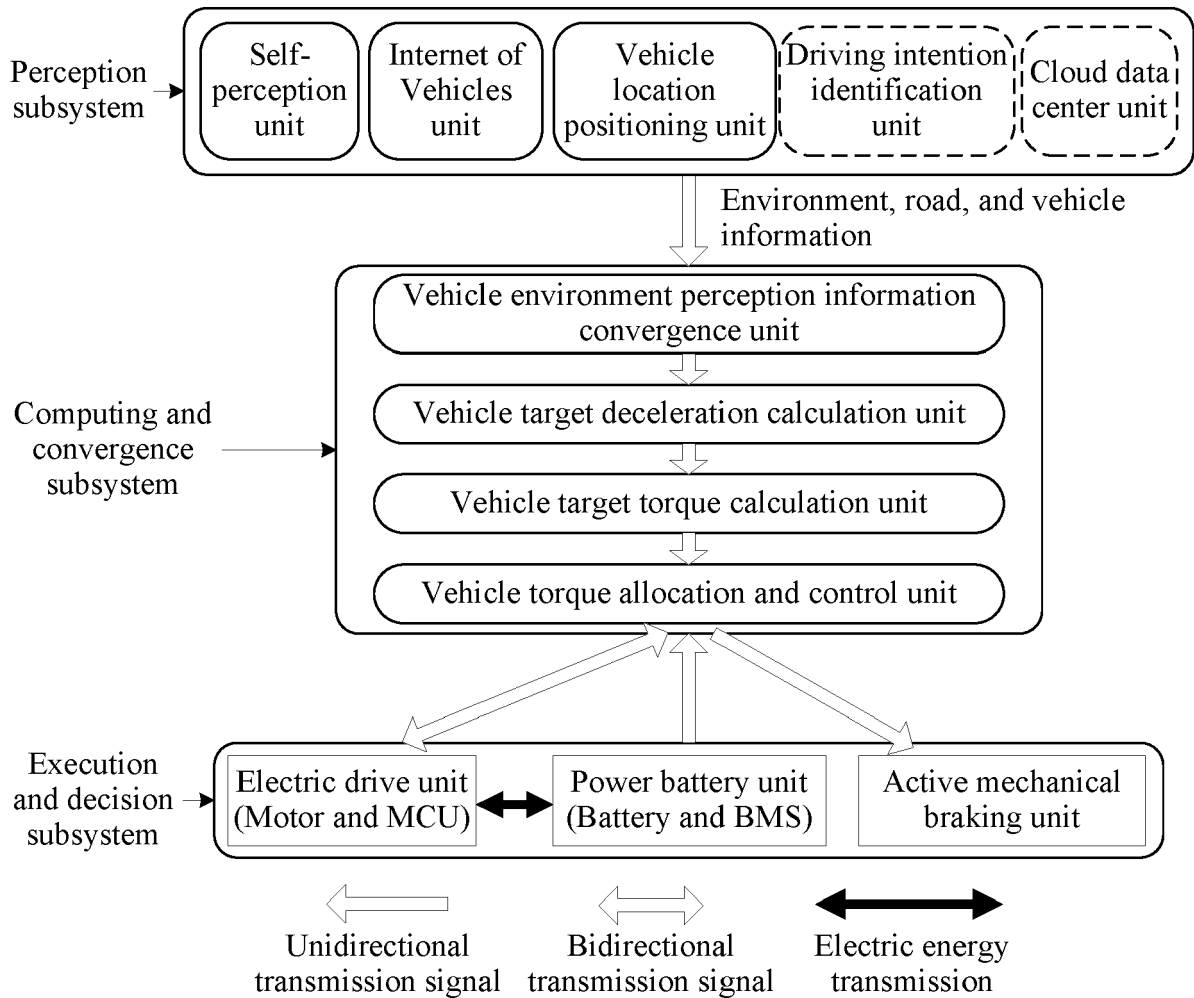 Perception
subsystem
Self-
perception
unit
Internet of
Vehicles
unit
Vehicle
location
positioning unit
Driving intention
identification
unit
Cloud data
center unit
Environment, road, and vehicle
information
Computing and
convergence
subsystem
Vehicle environment perception information
convergence unit
Vehicle target deceleration calculation unit
Vehicle target torque calculation unit
Vehicle torque allocation and control unit
Execution
and decision
subsystem
Electric drive unit
(Motor and MCU)
Power battery unit
(Battery and BMS)
Active mechanical
braking unit
Unidirectional
transmission signal
Bidirectional
transmission signal
Electric energy
transmission